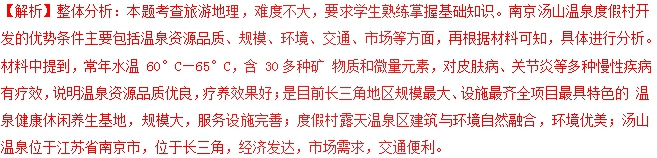 【解析】整体分析：本题考查旅游地理，难度不大，要求学生熟练掌握基础知识。南京汤山温泉度假村开
发的优势条件主要包括温泉资源品质、规模、环境、交通、市场等方面，再根据材料可知，具体进行分析。
材料中提到，常年水温 60°C—65°C，含 30多种矿 物质和微量元素，对皮肤病、关节炎等多种慢性疾病
有疗效，说明温泉资源品质优良，疗养效果好；是目前长三角地区规模最大、设施最齐全项目最具特色的 温
泉健康休闲养生基地，规模大，服务设施完善；度假村露天温泉区建筑与环境自然融合，环境优美；汤山
温泉位于江苏省南京市，位于长三角，经济发达，市场需求，交通便利。